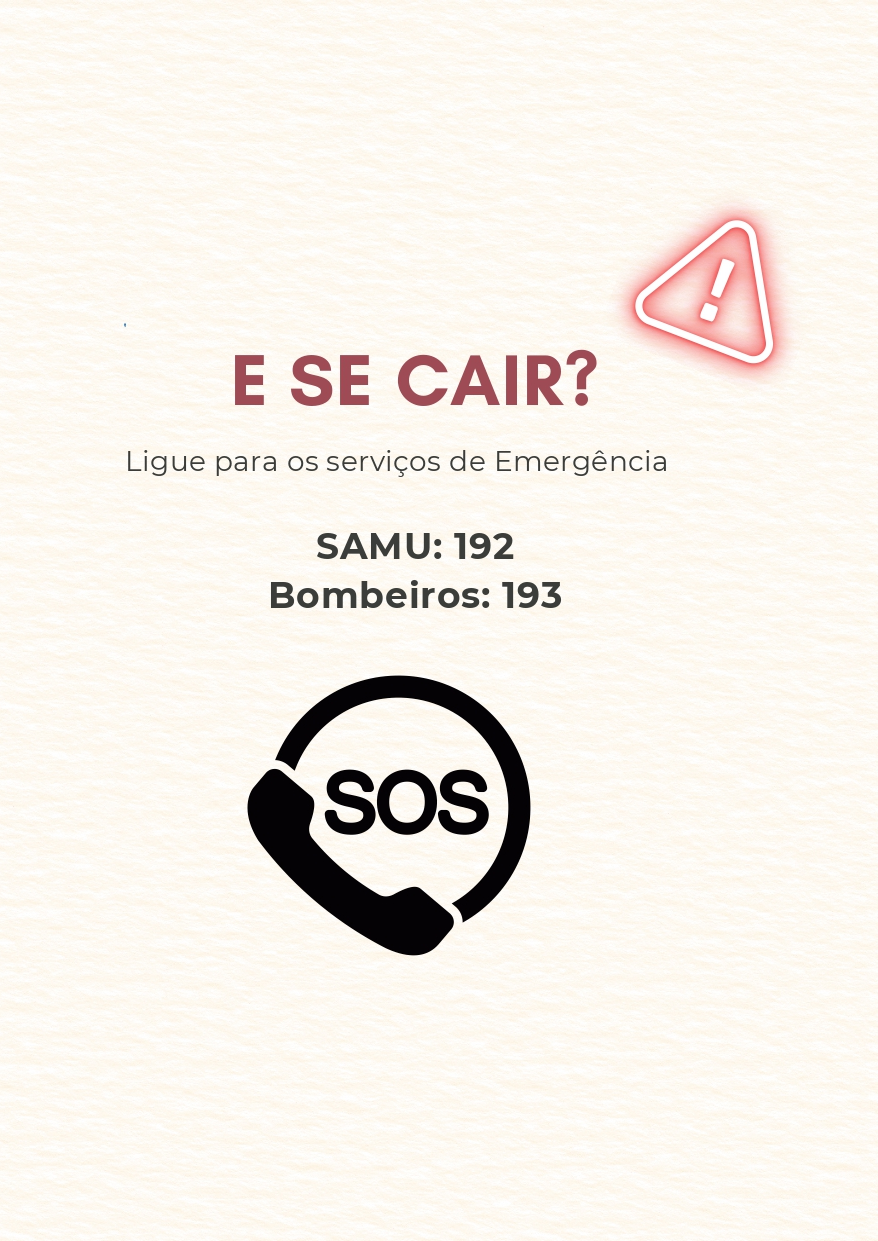 E SE CAIR?
Ligue para os serviços de Emergência
SAMU: 192
Bombeiros: 193
SOS